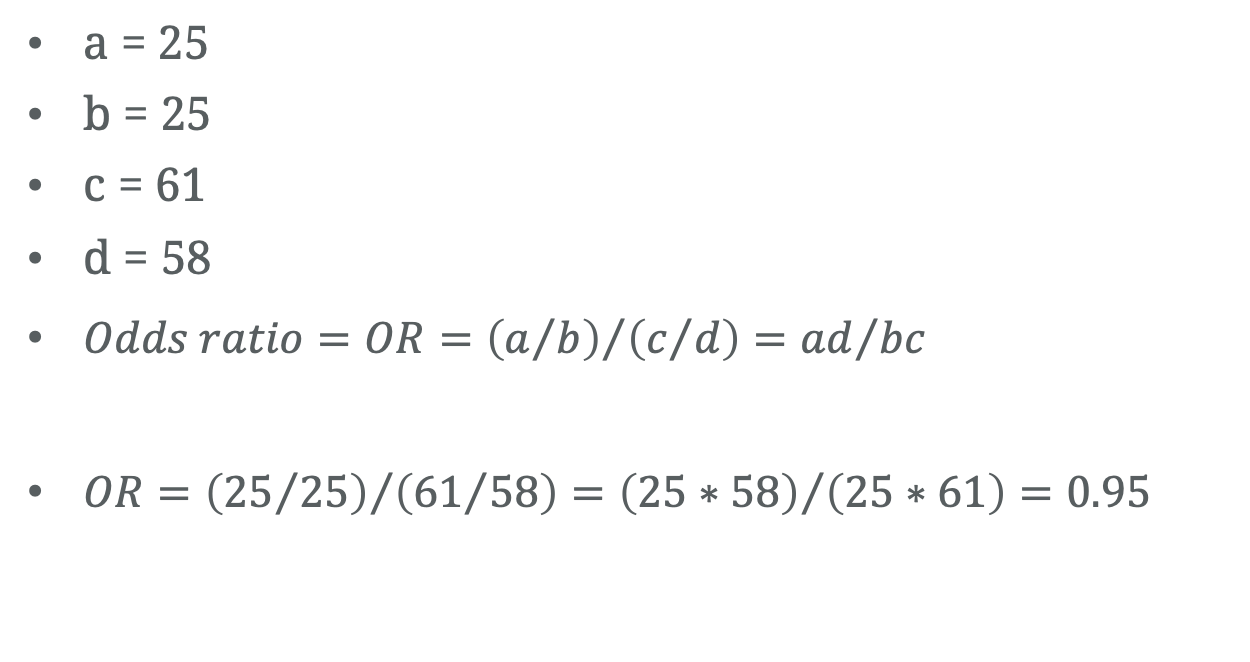 • a = 25
• b = 25
• c = 61
• d = 58
• Odds ratio = OR = (a/b)/(c/d) = ad/bc
• OR = (25/25)/(61/58) = (25 ∗ 58)/(25 ∗ 61) = 0.95